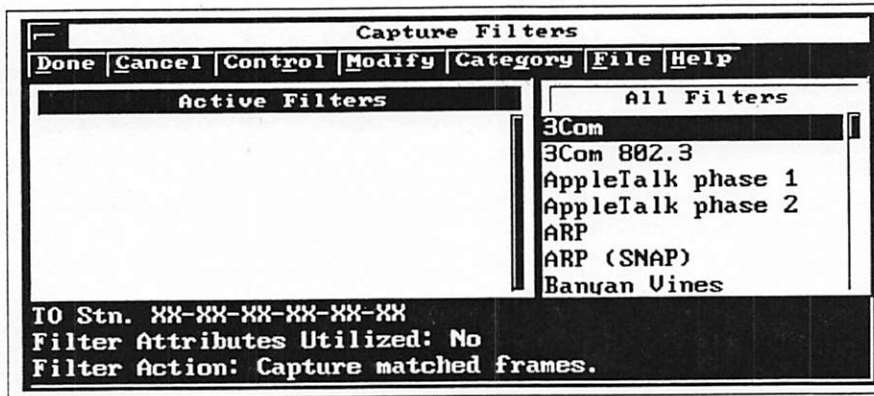 Capture Filters
Done Cancel Control Modify Category File Help
Active Filters
All Filters
3Com
3Com 802.3
AppleTalk phase 1
AppleTalk phase 2
ARP
ARP (SNAP)
Banyan Vines
TO Stn. XX-XX-XX-XX-XX-XX
Filter Attributes Utilized: No
Filter Action: Capture matched frames.